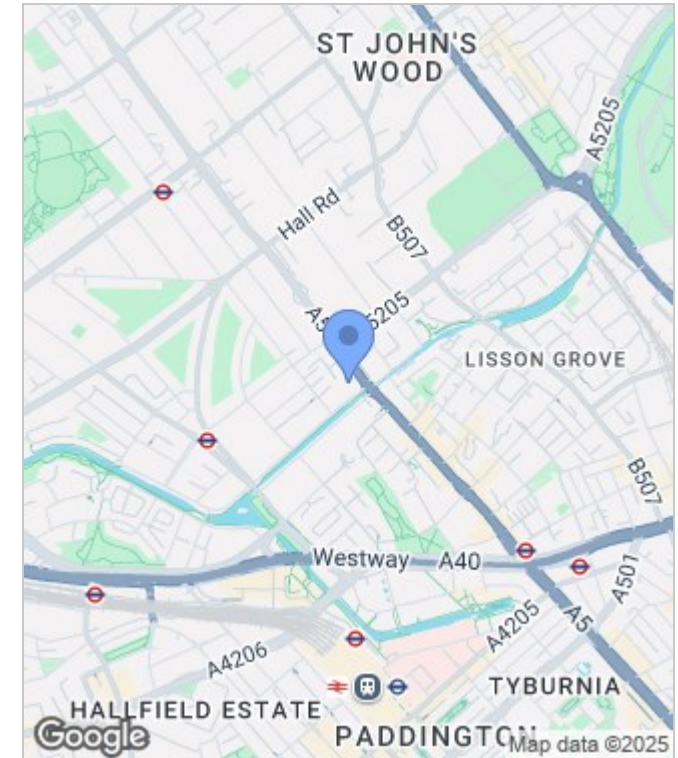 ST JOHN'S
WOOD
A5205
Hall Rd
B507
A5205
LISSON GROVE
B507
Westway
A40
A501
A4205
A5
A4206
TYBURNIA
HALLFIELD ESTATE
PADDINGTON
Google
Map data ©2025